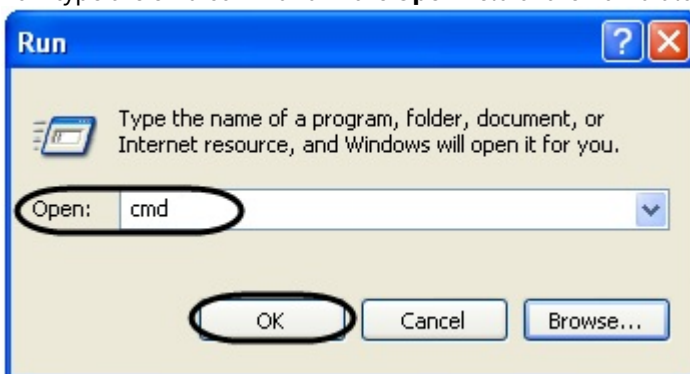 Run
Type the name of a program, folder, document, or
Internet resource, and Windows will open it for you.
Open: cmd
OK Cancel Browse...